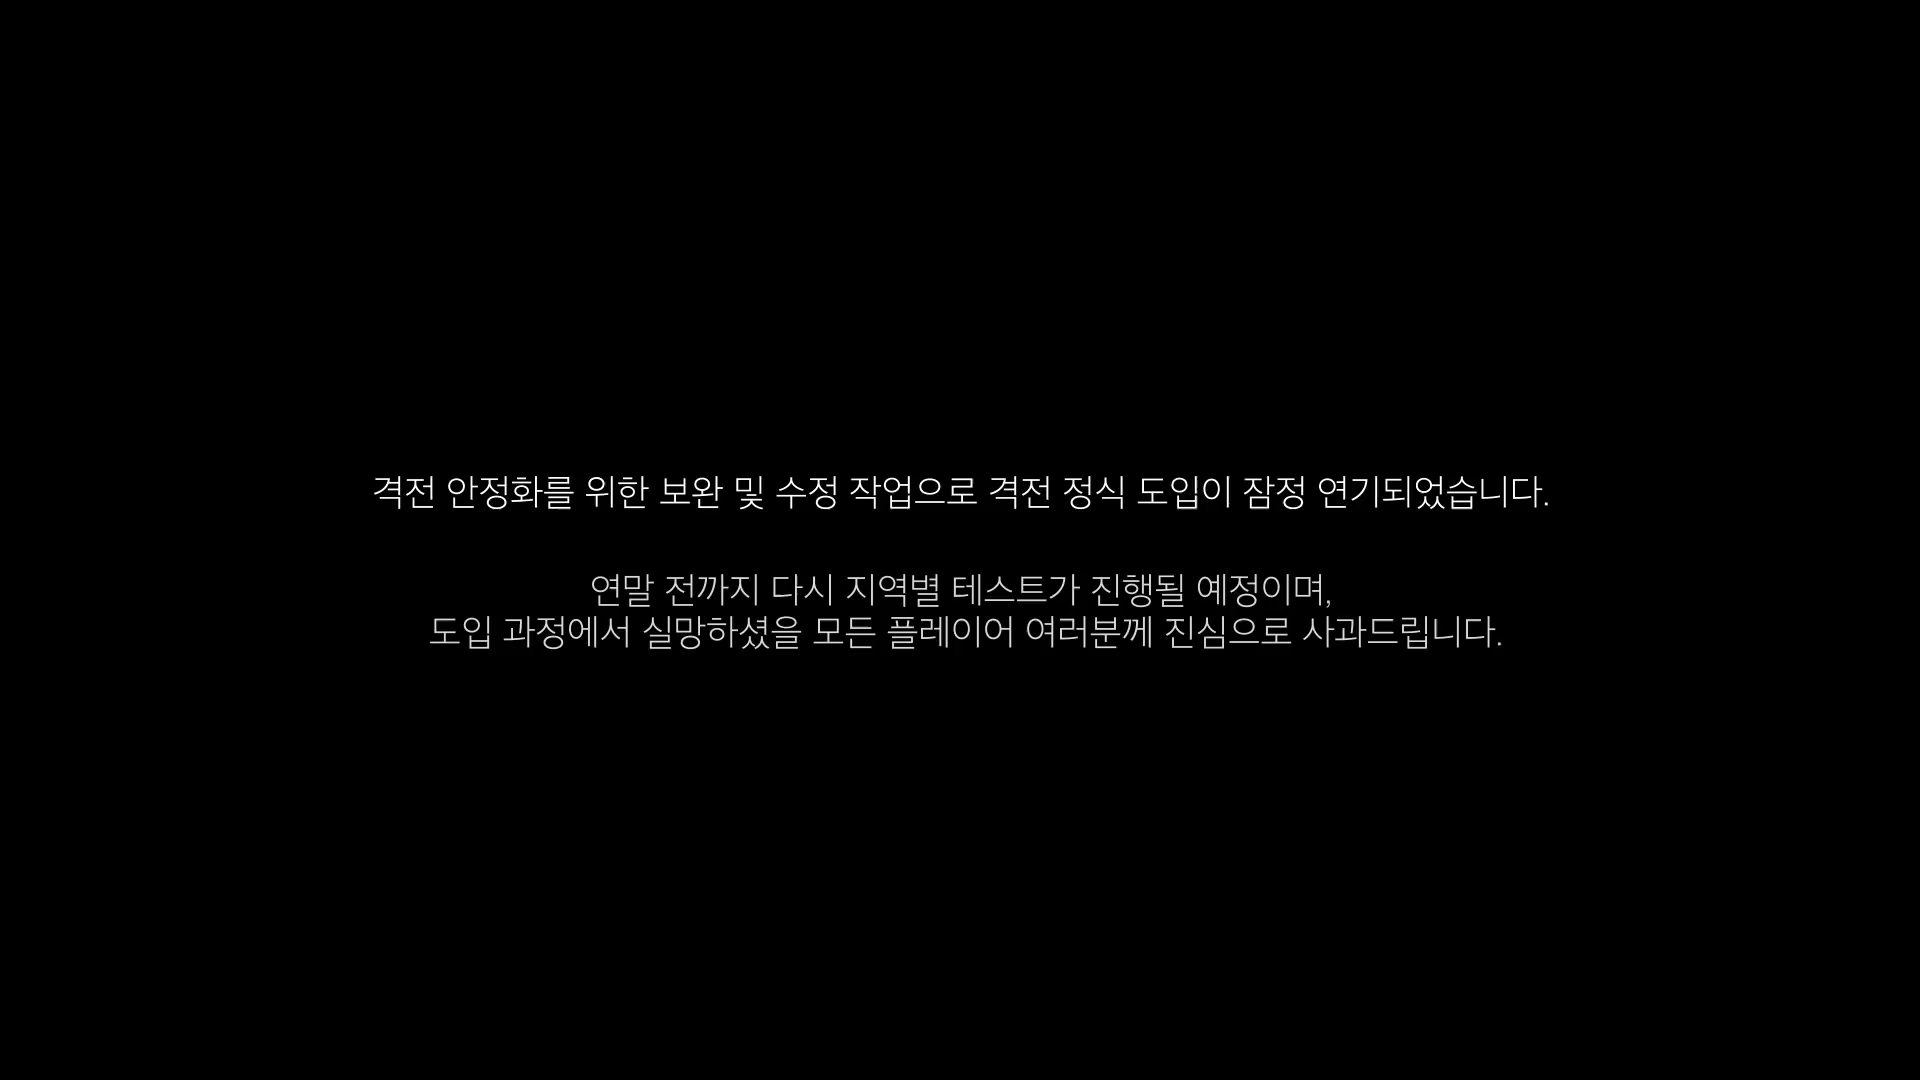 격전 안정화를 위한 보완 및 수정 작업으로 격전 정식 도입이 잠정 연기되었습니다.
연말 전까지 다시 지역별 테스트가 진행될 예정이며,
도입 과정에서 실망하셨을 모든 플레이어 여러분께 진심으로 사과드립니다.